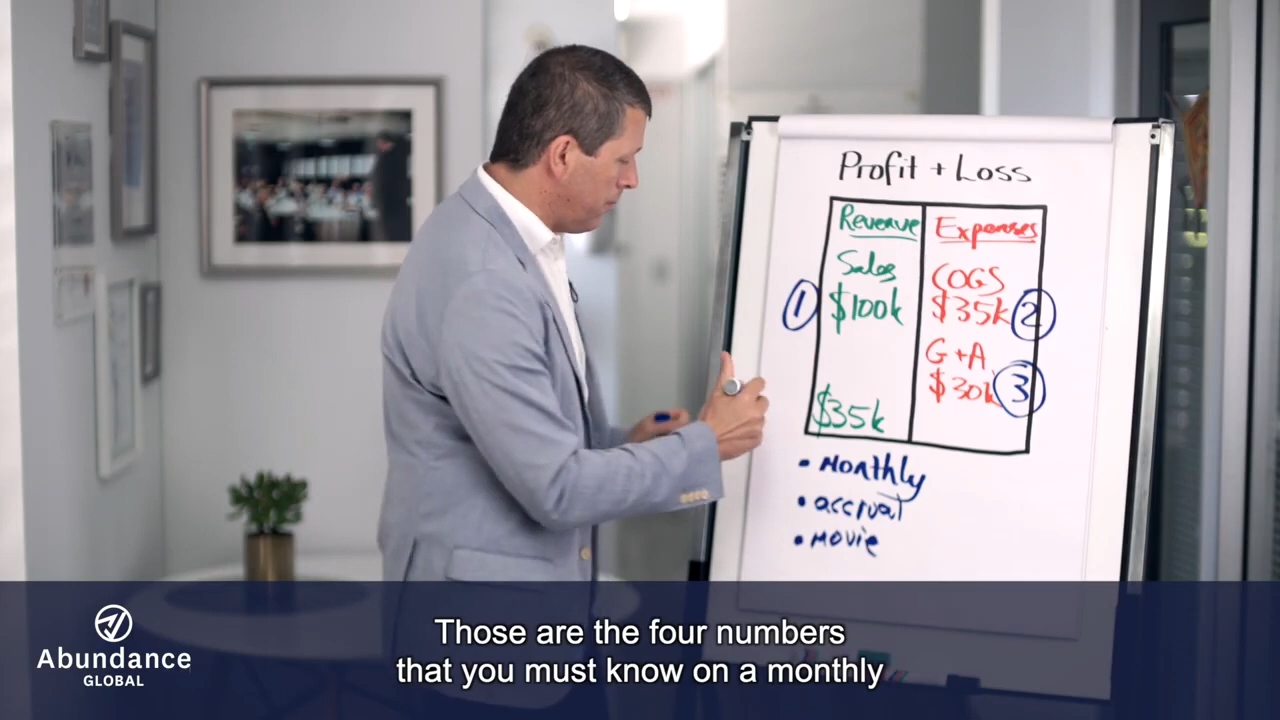 Profit + Loss
Revenue
Expenses
Sales
$100k
1
$35k
COGS
$35k
2
G+A
$30k
3
• Monthly
• accrual
• Movie
Abundance
GLOBAL
Those are the four numbers
that you must know on a monthly